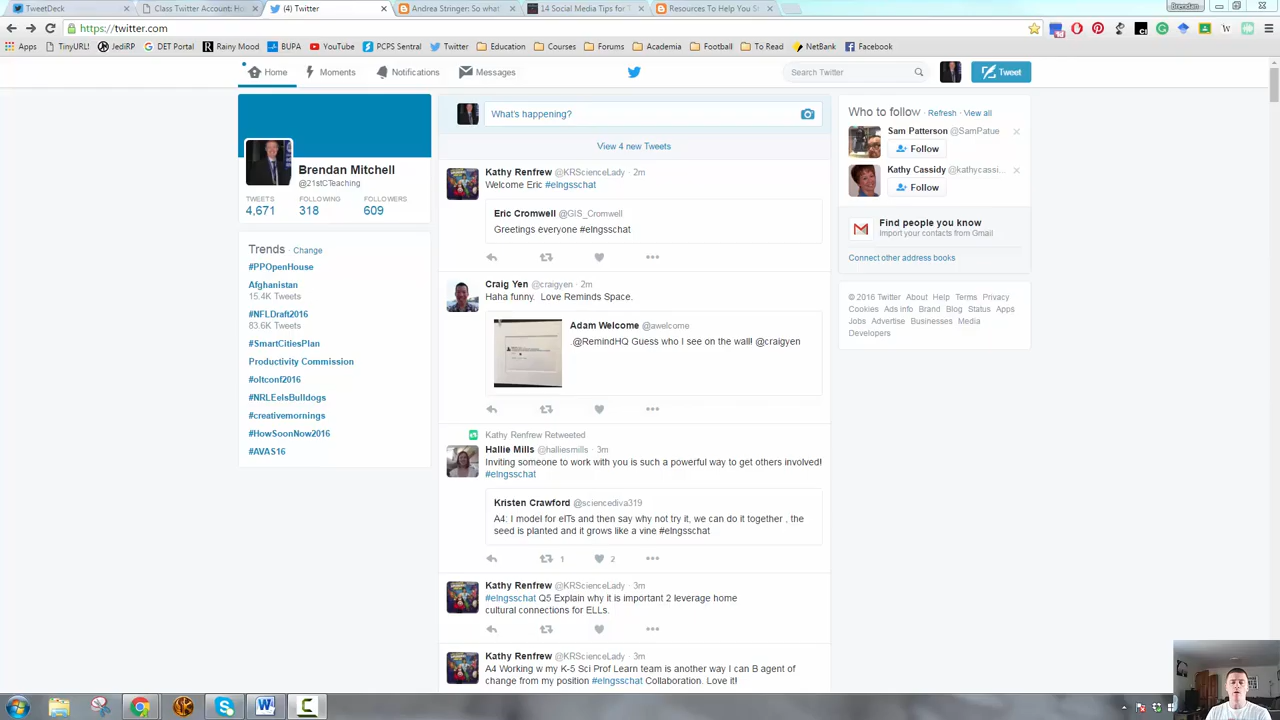 TweetDeck
Class Twitter Account: Ho
(4) Twitter
Andrea Stringer: So what
14 Social Media Tips for T
Resources To Help You St
Brendan
https://twitter.com
Apps
TinyURL!
JediRP
DET Portal
Rainy Mood
BUPA
YouTube
PCPS Sentral
Twitter
Education
Courses
Forums
Academia
Football
To Read
NetBank
Facebook
Home
Moments
Notifications
Messages
Search Twitter
Tweet
Brendan Mitchell
@21stCTeaching
TWEETS FOLLOWING FOLLOWERS
4,671 318 609
Trends · Change
#PPOpenHouse
Afghanistan
15.4K Tweets
#NFLDraft2016
83.6K Tweets
#SmartCitiesPlan
Productivity Commission
#oltconf2016
#NRLEelsBulldogs
#creativemornings
#HowSoonNow2016
#AVAS16
What's happening?
View 4 new Tweets
Kathy Renfrew @KRScienceLady · 2m
Welcome Eric #elngsschat
Eric Cromwell @GIS_Cromwell
Greetings everyone #elngsschat
Craig Yen @craigyen · 2m
Haha funny. Love Reminds Space.
Adam Welcome @awelcome
.@RemindHQ Guess who I see on the wall! @craigyen
Kathy Renfrew Retweeted
Hallie Mills @halliesmills · 3m
Inviting someone to work with you is such a powerful way to get others involved!
#elngsschat
Kristen Crawford @sciencediva319
A4: I model for eITs and then say why not try it, we can do it together , the
seed is planted and it grows like a vine #elngsschat
1 2
Kathy Renfrew @KRScienceLady · 3m
#elngsschat Q5 Explain why it is important 2 leverage home
cultural connections for ELLs.
Kathy Renfrew @KRScienceLady · 3m
A4 Working w my K-5 Sci Prof Learn team is another way I can B agent of
change from my position #elngsschat Collaboration. Love it!
Who to follow · Refresh · View all
Sam Patterson @SamPatue
Follow
Kathy Cassidy @kathycassi...
Follow
Find people you know
Import your contacts from Gmail
Connect other address books
© 2016 Twitter About Help Terms Privacy
Cookies Ads info Brand Blog Status Apps
Jobs Advertise Businesses Media
Developers